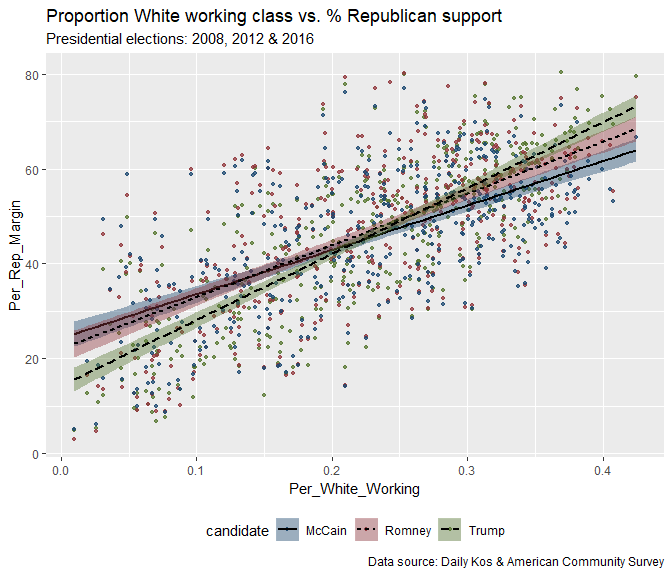 Proportion White working class vs. % Republican support
Presidential elections: 2008, 2012 & 2016
80
60
40
20
0
Per_Rep_Margin
0.0 0.1 0.2 0.3 0.4
Per_White_Working
candidate McCain Romney Trump
Data source: Daily Kos & American Community Survey